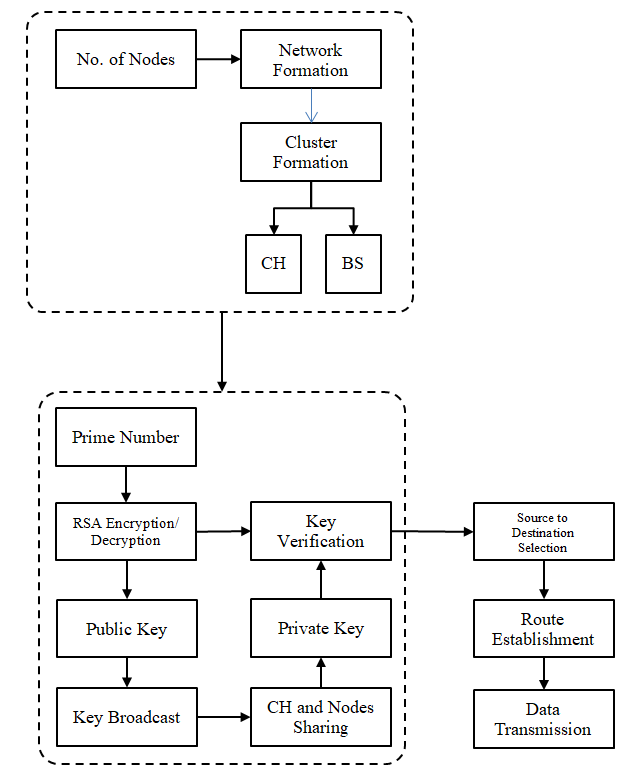 No. of Nodes
Network
Formation
Cluster
Formation
CH
BS
Prime Number
RSA Encryption/
Decryption
Key
Verification
Source to
Destination
Selection
Public Key
Private Key
Route
Establishment
Key Broadcast
CH and Nodes
Sharing
Data
Transmission